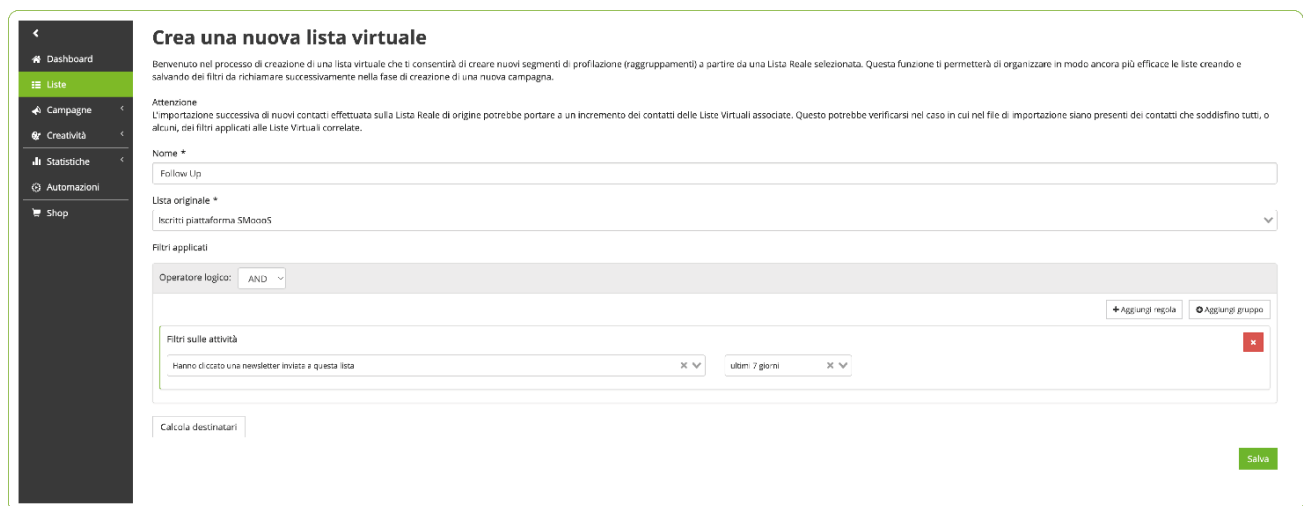 Crea una nuova lista virtuale
Dashboard
Benvenuto nel processo di creazione di una lista virtuale che ti consentirà di creare nuovi segmenti di profilazione (raggruppamenti) a partire da una Lista Reale selezionata. Questa funzione ti permetterà di organizzare in modo ancora più efficace le liste creando e
salvando dei filtri da richiamare successivamente nella fase di creazione di una nuova campagna.
Liste
Campagne
Creatività
Statistiche
Automazioni
Shop
Attenzione
L'importazione successiva di nuovi contatti effettuata sulla Lista Reale di origine potrebbe portare a un incremento dei contatti delle Liste Virtuali associate. Questo potrebbe verificarsi nel caso in cui nel file di importazione siano presenti dei contatti che soddisfino tutti, o
alcuni, dei filtri applicati alle Liste Virtuali correlate.
Nome *
Follow Up
Lista originale *
Iscritti piattaforma SMoooS
Filtri applicati
Operatore logico: AND
+ Aggiungi regola Aggiungi gruppo
Filtri sulle attività
Hanno cliccato una newsletter inviata a questa lista ultimi 7 giorni
Calcola destinatari
Salva